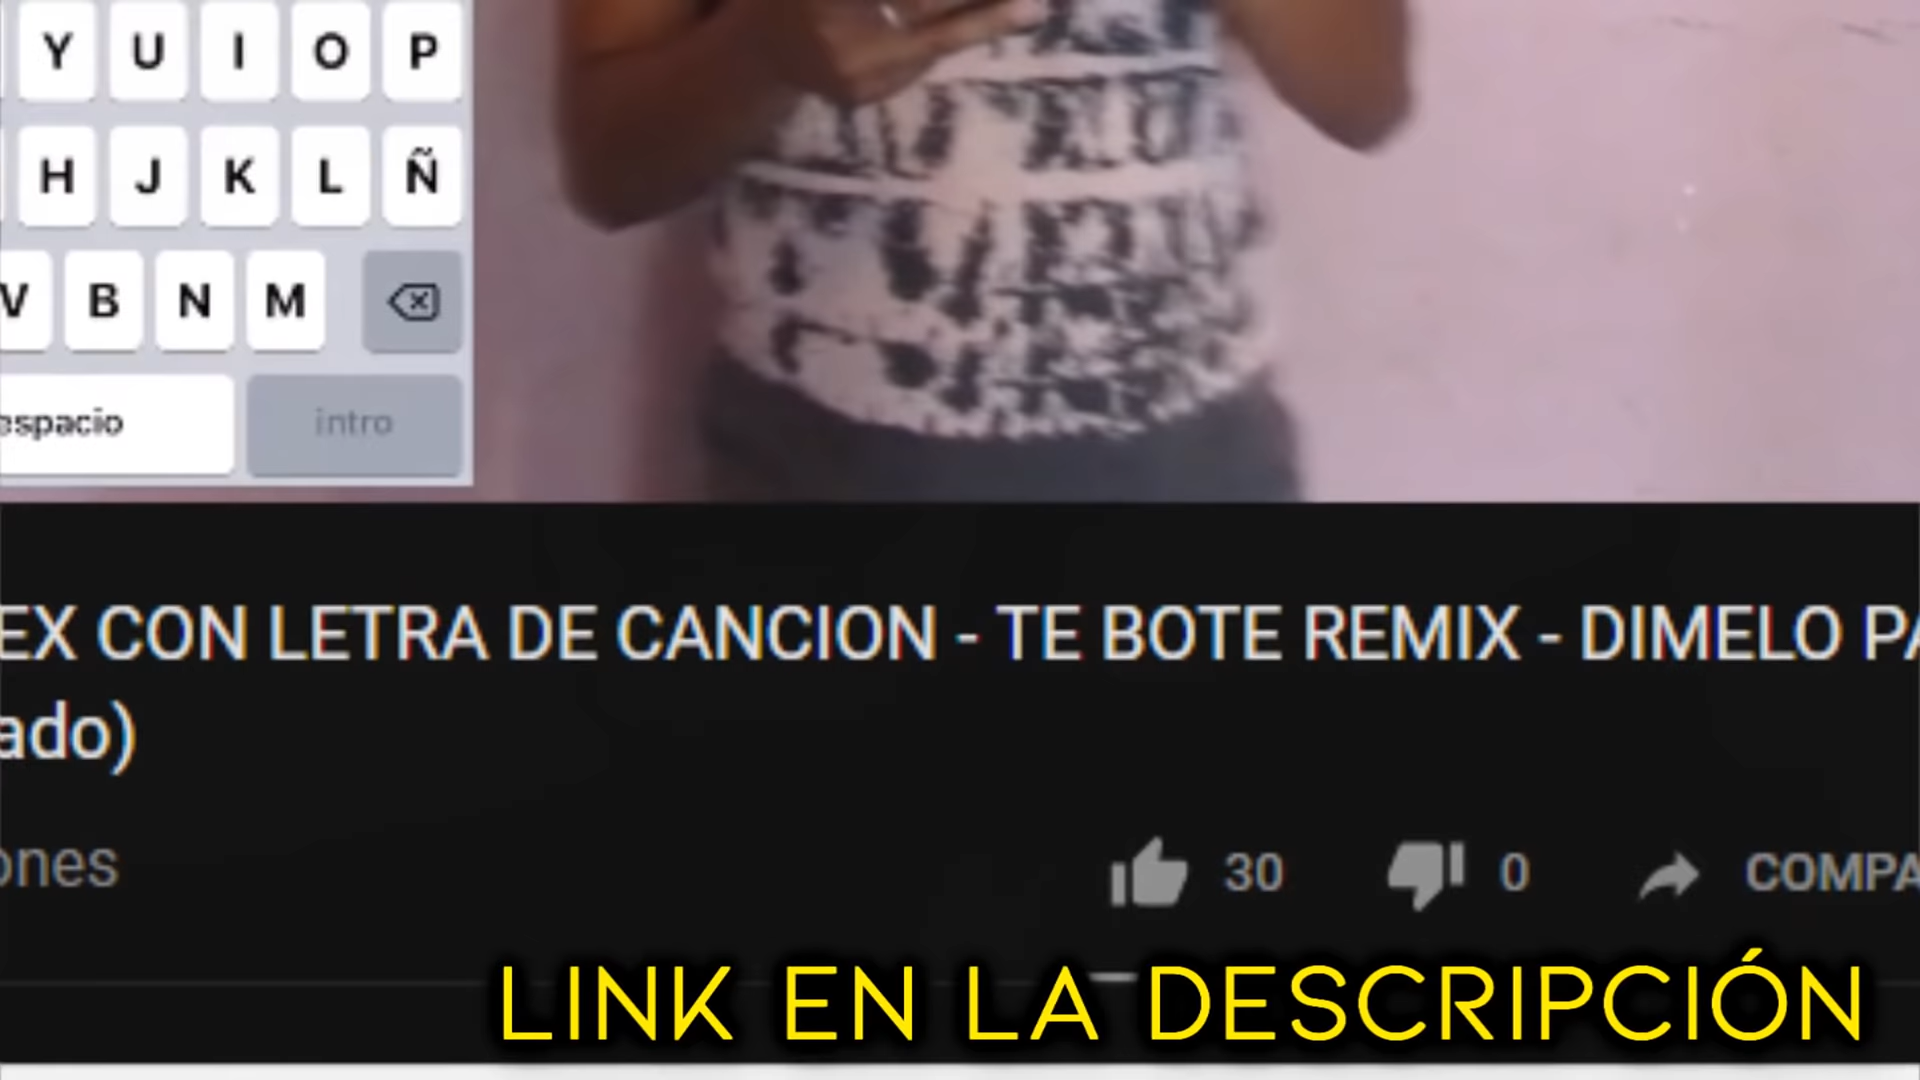 Y U I O P
H J K L Ñ
V B N M
espacio intro
EX CON LETRA DE CANCION - TE BOTE REMIX - DIMELO PA
ado)
ones 30 0 COMPA
LINK EN LA DESCRIPCIÓN